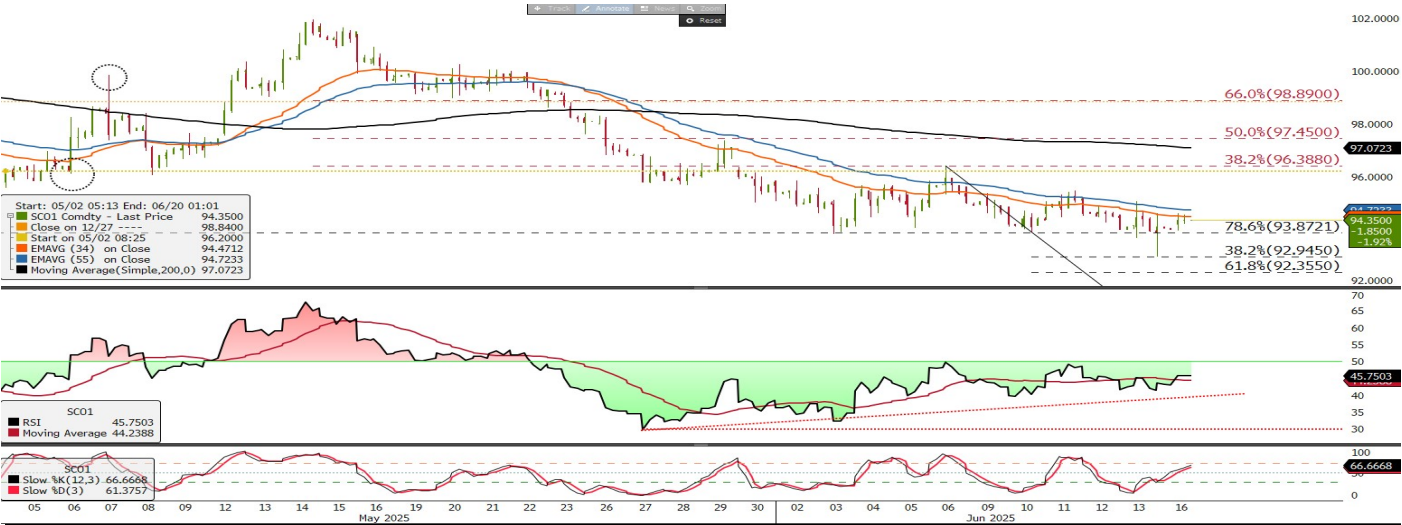 Track Annotate News Zoom
Reset
102.0000
100.0000
98.0000
96.0000
92.0000
66.0%(98.8900)
50.0%(97.4500)
97.0723
38.2%(96.3880)
94.7233
94.3500
-1.8500
-1.92%
78.6%(93.8721)
38.2%(92.9450)
61.8%(92.3550)
Start: 05/02 05:13 End: 06/20 01:01
SCO1 Comdty - Last Price 94.3500
Close on 12/27 ---- 98.8400
Start on 05/02 08:25 96.2000
EMAVG (34) on Close 94.4712
EMAVG (55) on Close 94.7233
Moving Average(Simple,200,0) 97.0723
70
65
60
55
50
45.7503
40
35
30
SCO1
RSI 45.7503
Moving Average 44.2388
100
66.6668
0
SCO1
Slow %K(12,3) 66.6668
Slow %D(3) 61.3757
05 06 07 08 09 12 13 14 15 16 19 20 21 22 23 26 27 28 29 30 02 03 04 05 06 09 10 11 12 13 16
May 2025 Jun 2025